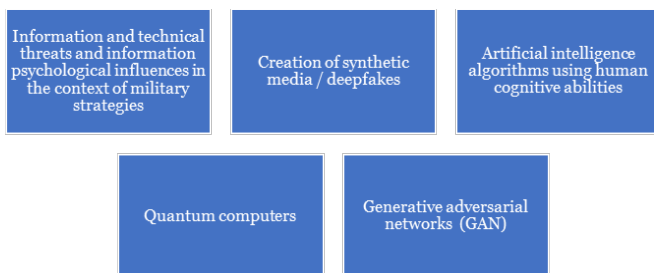 Information and technical
threats and information
psychological influences in
the context of military
strategies
Creation of synthetic
media / deepfakes
Artificial intelligence
algorithms using human
cognitive abilities
Quantum computers
Generative adversarial
networks (GAN)